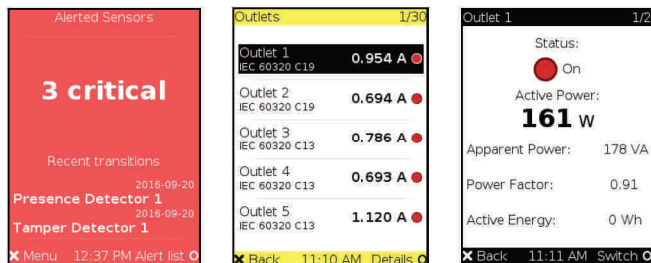 Alerted Sensors
3 critical
Recent transitions
2016-09-20
Presence Detector 1
2016-09-20
Tamper Detector 1
✖ Menu 12:37 PM Alert list O
Outlets 1/30
Outlet 1 0.954 A
IEC 60320 C19
Outlet 2 0.694 A
IEC 60320 C19
Outlet 3 0.786 A
IEC 60320 C13
Outlet 4 0.693 A
IEC 60320 C13
Outlet 5 1.120 A
IEC 60320 C13
✖ Back 11:10 AM Details O
Outlet 1 1/2
Status:
On
Active Power:
161 W
Apparent Power: 178 VA
Power Factor: 0.91
Active Energy: 0 Wh
✖ Back 11:11 AM Switch O